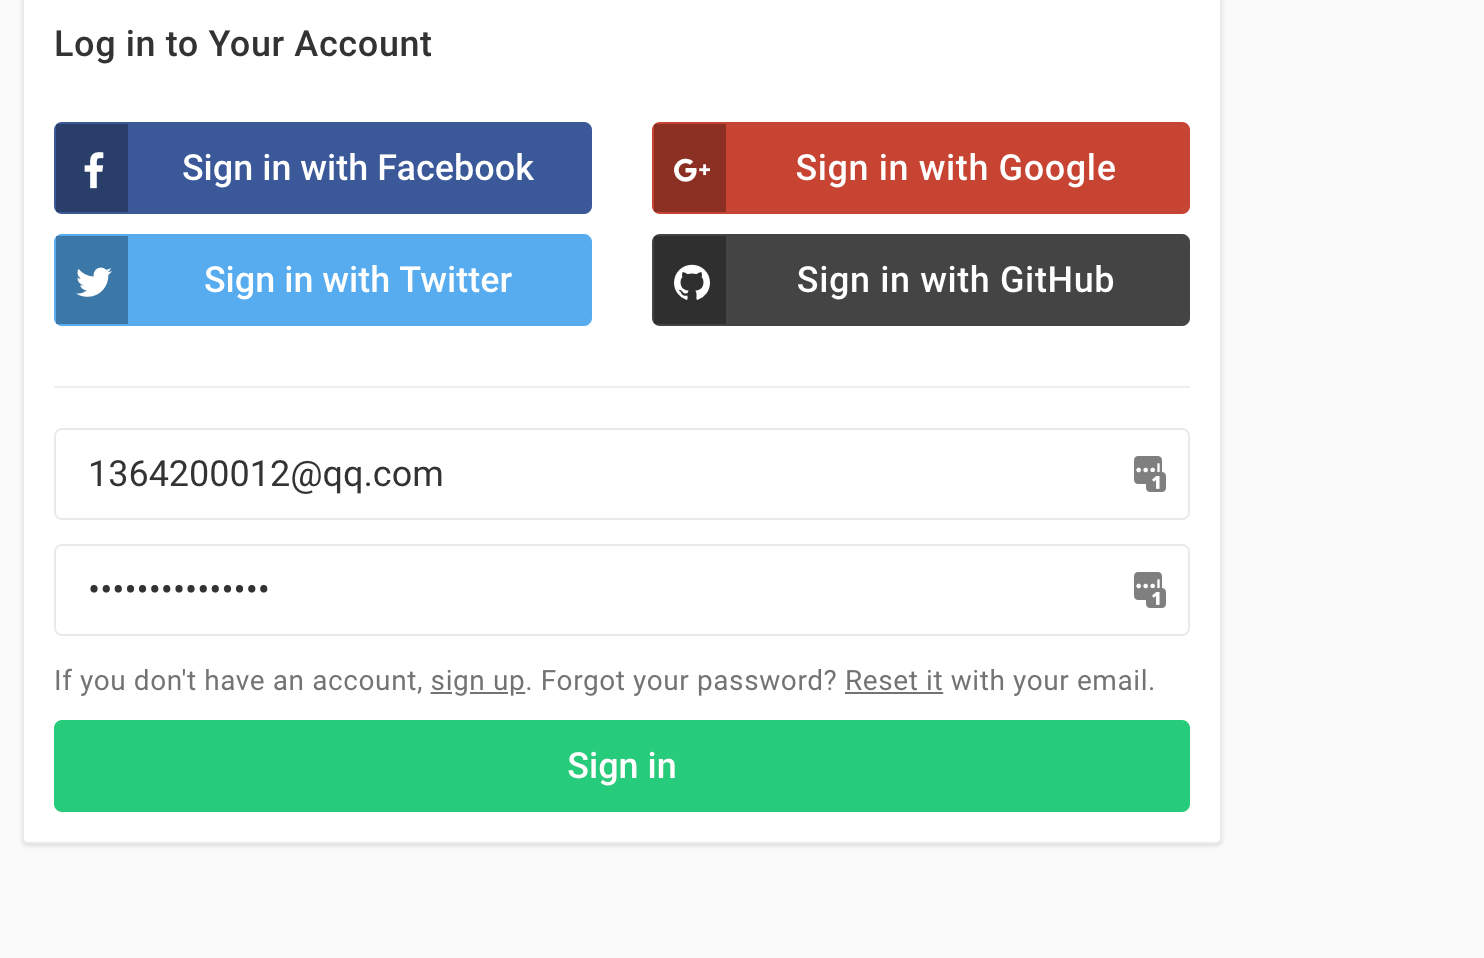 Log in to Your Account
Sign in with Facebook
G+ Sign in with Google
Sign in with Twitter
Sign in with GitHub
1364200012@qq.com
1
•••••••••••••••
1
If you don't have an account, sign up. Forgot your password? Reset it with your email.
Sign in